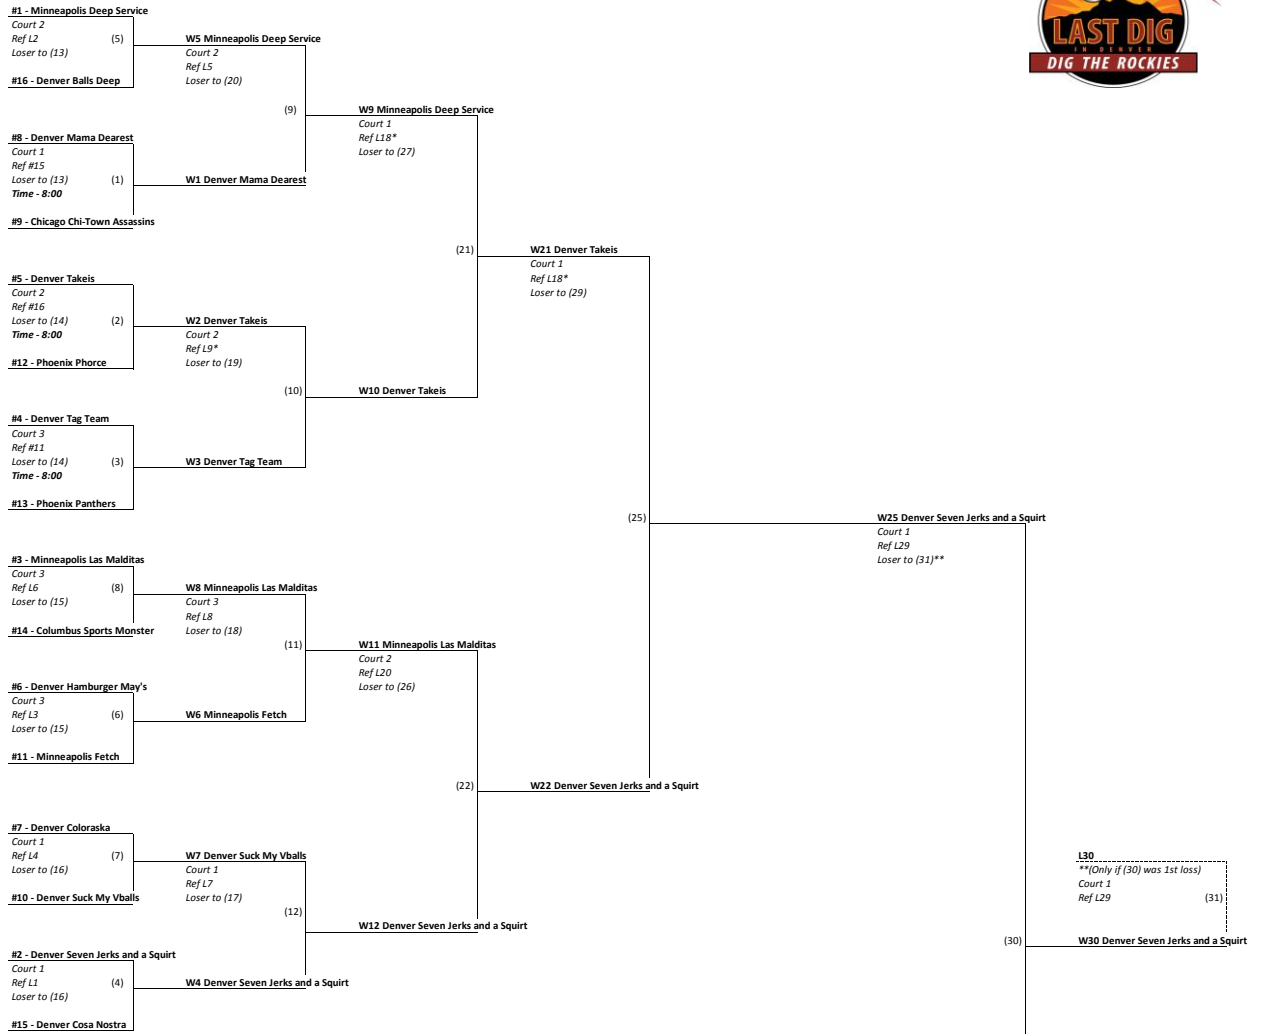 #1 - Minneapolis Deep Service
Court 2
Ref L2
(5)
Loser to (13)
#16 - Denver Balls Deep
W5 Minneapolis Deep Service
Court 2
Ref L5
Loser to (20)
(9)
#8 - Denver Mama Dearest
Court 1
Ref #15
Loser to (13)
(1)
Time - 8:00
#9 - Chicago Chi-Town Assassins
W1 Denver Mama Dearest
W9 Minneapolis Deep Service
Court 1
Ref L18*
Loser to (27)
(21)
#5 - Denver Takeis
Court 2
Ref #16
Loser to (14)
(2)
Time - 8:00
#12 - Phoenix Phorce
W2 Denver Takeis
Court 2
Ref L9*
Loser to (19)
(10)
#4 - Denver Tag Team
Court 3
Ref #11
Loser to (14)
(3)
Time - 8:00
#13 - Phoenix Panthers
W3 Denver Tag Team
W10 Denver Takeis
W21 Denver Takeis
Court 1
Ref L18*
Loser to (29)
(25)
#3 - Minneapolis Las Malditas
Court 3
Ref L6
(8)
Loser to (15)
#14 - Columbus Sports Monster
W8 Minneapolis Las Malditas
Court 3
Ref L8
Loser to (18)
(11)
#6 - Denver Hamburger May's
Court 3
Ref L3
(6)
Loser to (15)
#11 - Minneapolis Fetch
W6 Minneapolis Fetch
W11 Minneapolis Las Malditas
Court 2
Ref L20
Loser to (26)
(22)
#7 - Denver Coloraska
Court 1
Ref L4
(7)
Loser to (16)
#10 - Denver Suck My Vballs
W7 Denver Suck My Vballs
Court 1
Ref L7
Loser to (17)
(12)
#2 - Denver Seven Jerks and a Squirt
Court 1
Ref L1
(4)
Loser to (16)
#15 - Denver Cosa Nostra
W4 Denver Seven Jerks and a Squirt
W12 Denver Seven Jerks and a Squirt
W22 Denver Seven Jerks and a Squirt
W25 Denver Seven Jerks and a Squirt
Court 1
Ref L29
Loser to (31)**
(30)
L30
**(Only if (30) was 1st loss)
Court 1
Ref L29
(31)
W30 Denver Seven Jerks and a Squirt
LAST DIG
IN DENVER
DIG THE ROCKIES